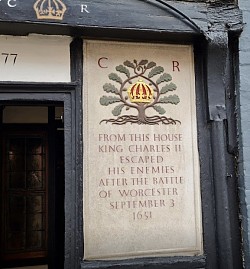 C R
77
C R
FROM THIS HOUSE
KING CHARLES II
ESCAPED
HIS ENEMIES
AFTER THE BATTLE
OF WORCESTER
SEPTEMBER 3
1651